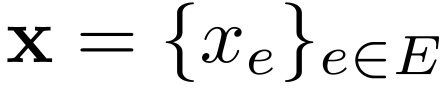 𝐱 = {x_e}_{e∈E}